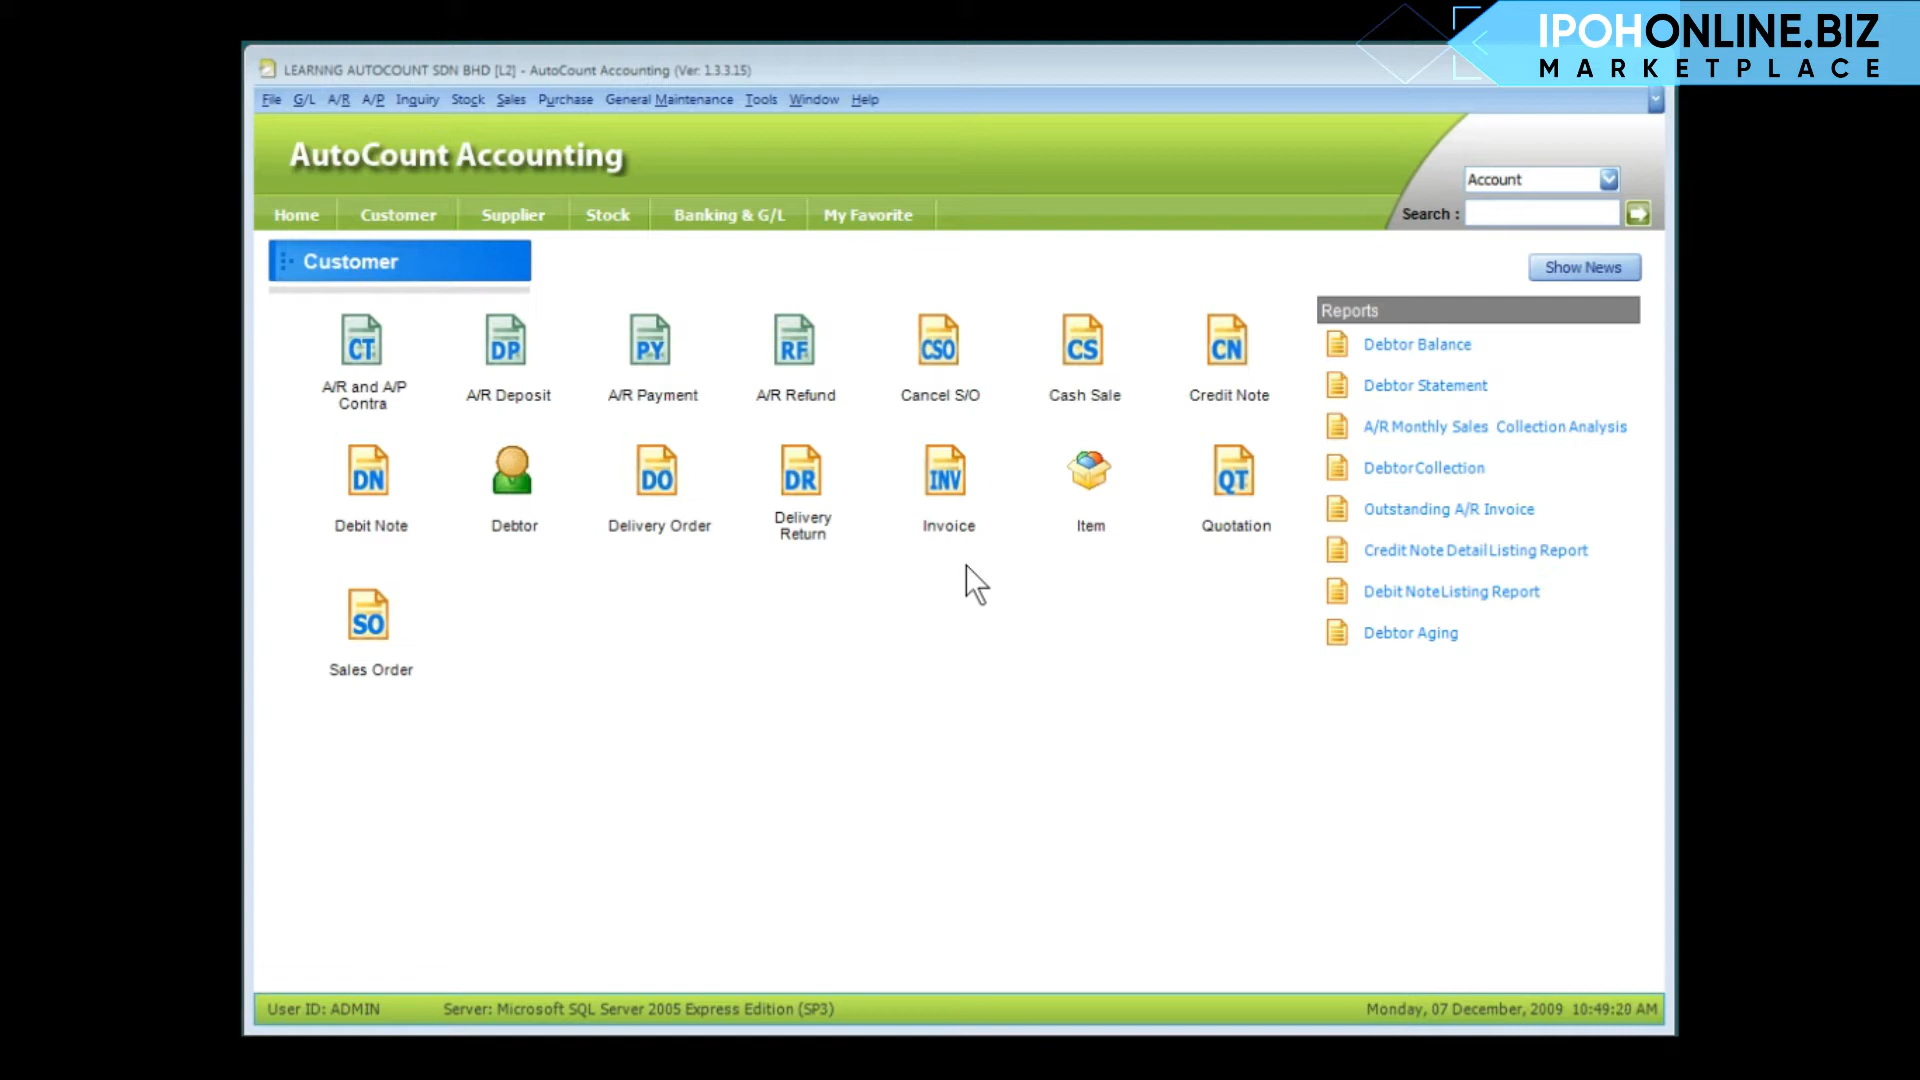 IPOHONLINE.BIZ
MARKETPLACE
LEARNNG AUTOCOUNT SDN BHD [L2] - AutoCount Accounting (Ver: 1.3.3.15)
File G/L A/R A/P Inquiry Stock Sales Purchase General Maintenance Tools Window Help
AutoCount Accounting
Account
Home Customer Supplier Stock Banking & G/L My Favorite
Search :
Customer
Show News
Reports
CT DP PY RF CSO CS CN
A/R and A/P
Contra
A/R Deposit A/R Payment A/R Refund Cancel S/O Cash Sale Credit Note
DN DO DR INV QT
Debit Note Debtor Delivery Order
Delivery
Return
Invoice Item Quotation
SO
Sales Order
Debtor Balance
Debtor Statement
A/R Monthly Sales Collection Analysis
Debtor Collection
Outstanding A/R Invoice
Credit Note Detail Listing Report
Debit Note Listing Report
Debtor Aging
User ID: ADMIN Server: Microsoft SQL Server 2005 Express Edition (SP3) Monday, 07 December, 2009 10:49:20 AM